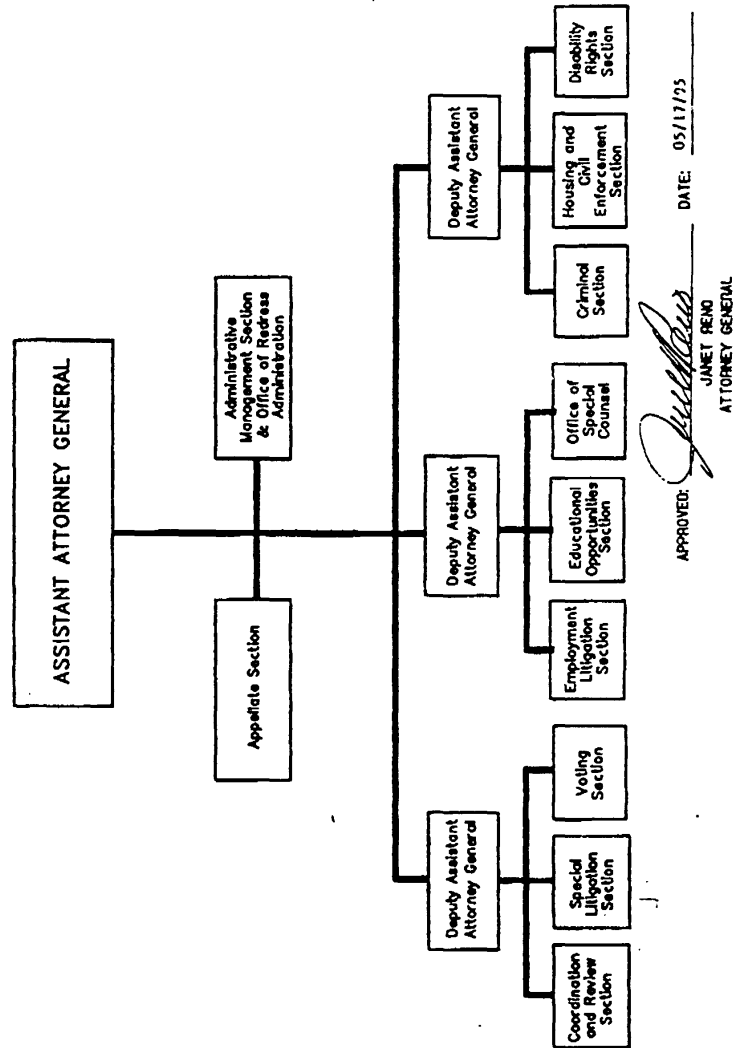 ASSISTANT ATTORNEY GENERAL
Appellate Section
Administrative
Management Section
& Office of Redress
Administration
Deputy Assistant
Attorney General
Deputy Assistant
Attorney General
Deputy Assistant
Attorney General
Coordination
and Review
Section
Special
Litigation
Section
Voting
Section
Employment
Litigation
Section
Educational
Opportunities
Section
Office of
Special
Counsel
Criminal
Section
Housing and
Civil
Enforcement
Section
Disability
Rights
Section
APPROVED: Janet Reno DATE: 05/17/95
JANET RENO
ATTORNEY GENERAL